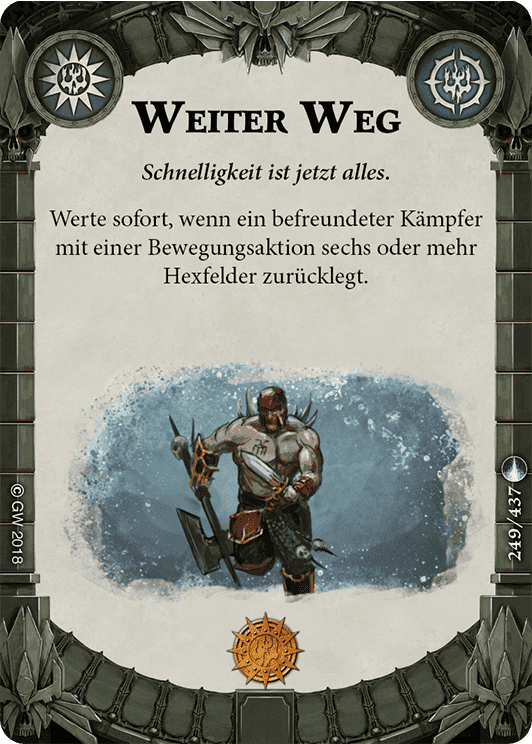 Weiter Weg
Schnelligkeit ist jetzt alles.
Werte sofort, wenn ein befreundeter Kämpfer
mit einer Bewegungsaktion sechs oder mehr
Hexfelder zurücklegt.
© GW 2018
249/437